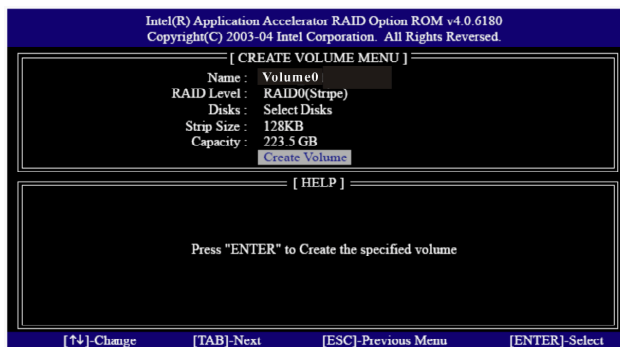 Intel(R) Application Accelerator RAID Option ROM v4.0.6180
Copyright(C) 2003-04 Intel Corporation. All Rights Reversed.
[ CREATE VOLUME MENU ]
Name : Volume0
RAID Level : RAID0(Stripe)
Disks : Select Disks
Strip Size : 128KB
Capacity : 223.5 GB
Create Volume
[ HELP ]
Press "ENTER" to Create the specified volume
[↑↓]-Change [TAB]-Next [ESC]-Previous Menu [ENTER]-Select